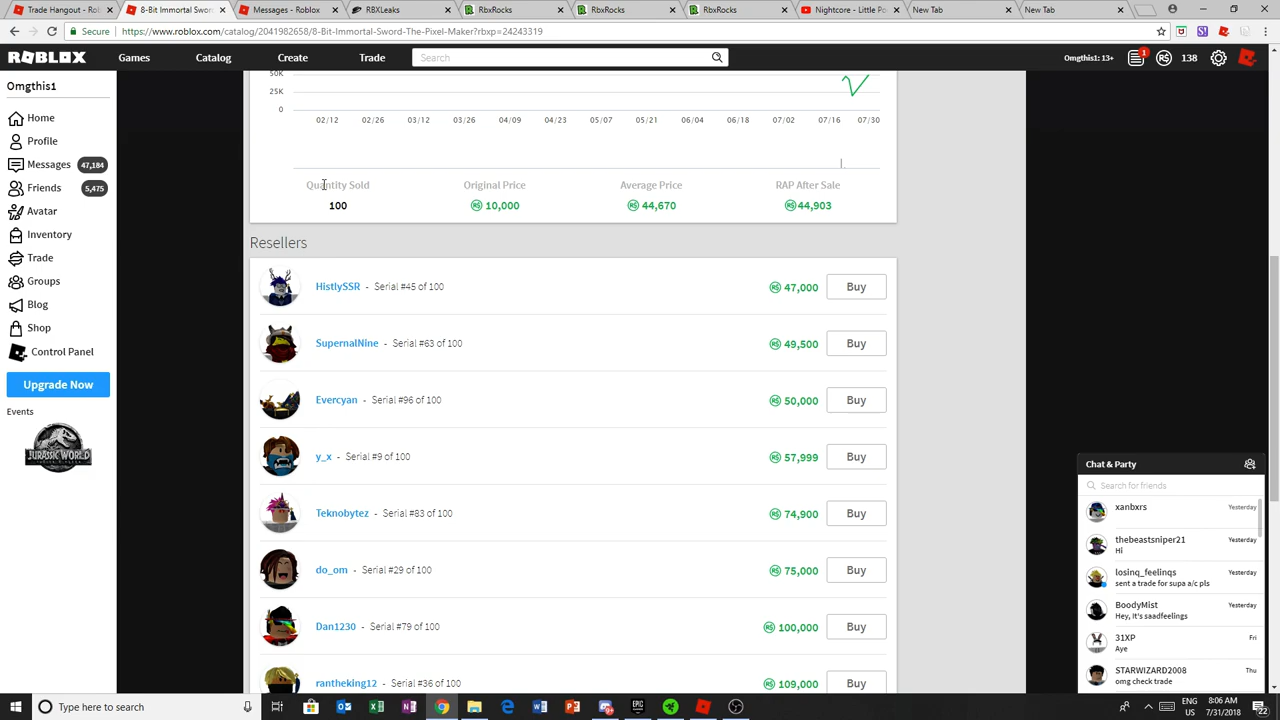 Trade Hangout - Rob
8-Bit Immortal Swor
Messages - Roblox
RBXLeaks
RbxRocks
RbxRocks
RbxRocks
Nightcore - Little Po
New Tab
New Tab
Secure
https://www.roblox.com/catalog/2041982658/8-Bit-Immortal-Sword-The-Pixel-Maker?rbxp=24243319
ROBLOX
Games
Catalog
Create
Trade
Search
Omgthis1: 13+
1
138
Omgthis1
Home
Profile
Messages 47,184
Friends 5,475
Avatar
Inventory
Trade
Groups
Blog
Shop
Control Panel
Upgrade Now
Events
JURASSIC WORLD
50K
25K
0
02/12 02/26 03/12 03/26 04/09 04/23 05/07 05/21 06/04 06/18 07/02 07/16 07/30
Quantity Sold Original Price Average Price RAP After Sale
100 R$ 10,000 R$ 44,670 R$ 44,903
Resellers
HistlySSR - Serial #45 of 100 R$ 47,000 Buy
SupernalNine - Serial #63 of 100 R$ 49,500 Buy
Evercyan - Serial #96 of 100 R$ 50,000 Buy
y_x - Serial #9 of 100 R$ 57,999 Buy
Teknobytez - Serial #83 of 100 R$ 74,900 Buy
do_om - Serial #29 of 100 R$ 75,000 Buy
Dan1230 - Serial #79 of 100 R$ 100,000 Buy
rantheking12 - Serial #36 of 100 R$ 109,000 Buy
Chat & Party
Search for friends
xanbxrs Yesterday
thebeastsniper21 Yesterday
Hi
losinq_feelinqs Yesterday
sent a trade for supa a/c pls
BoodyMist Yesterday
Hey, It's saadfeelings
31XP Fri
Aye
STARWIZARD2008 Thu
omg check trade
Type here to search
ENG
US
8:06 AM
7/31/2018
22